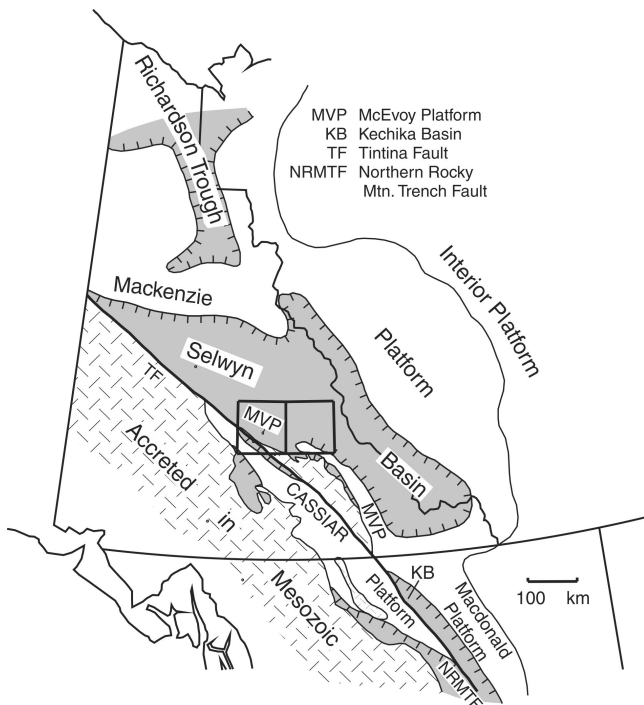 Richardson Trough
MVP McEvoy Platform
KB Kechika Basin
TF Tintina Fault
NRMTF Northern Rocky
Mtn. Trench Fault
Interior Platform
Mackenzie
Platform
Selwyn
Basin
TF
MVP
Accreted in
Mesozoic
CASSIAR
Platform
MVP
KB
Macdonald
Platform
100 km
NRMTF